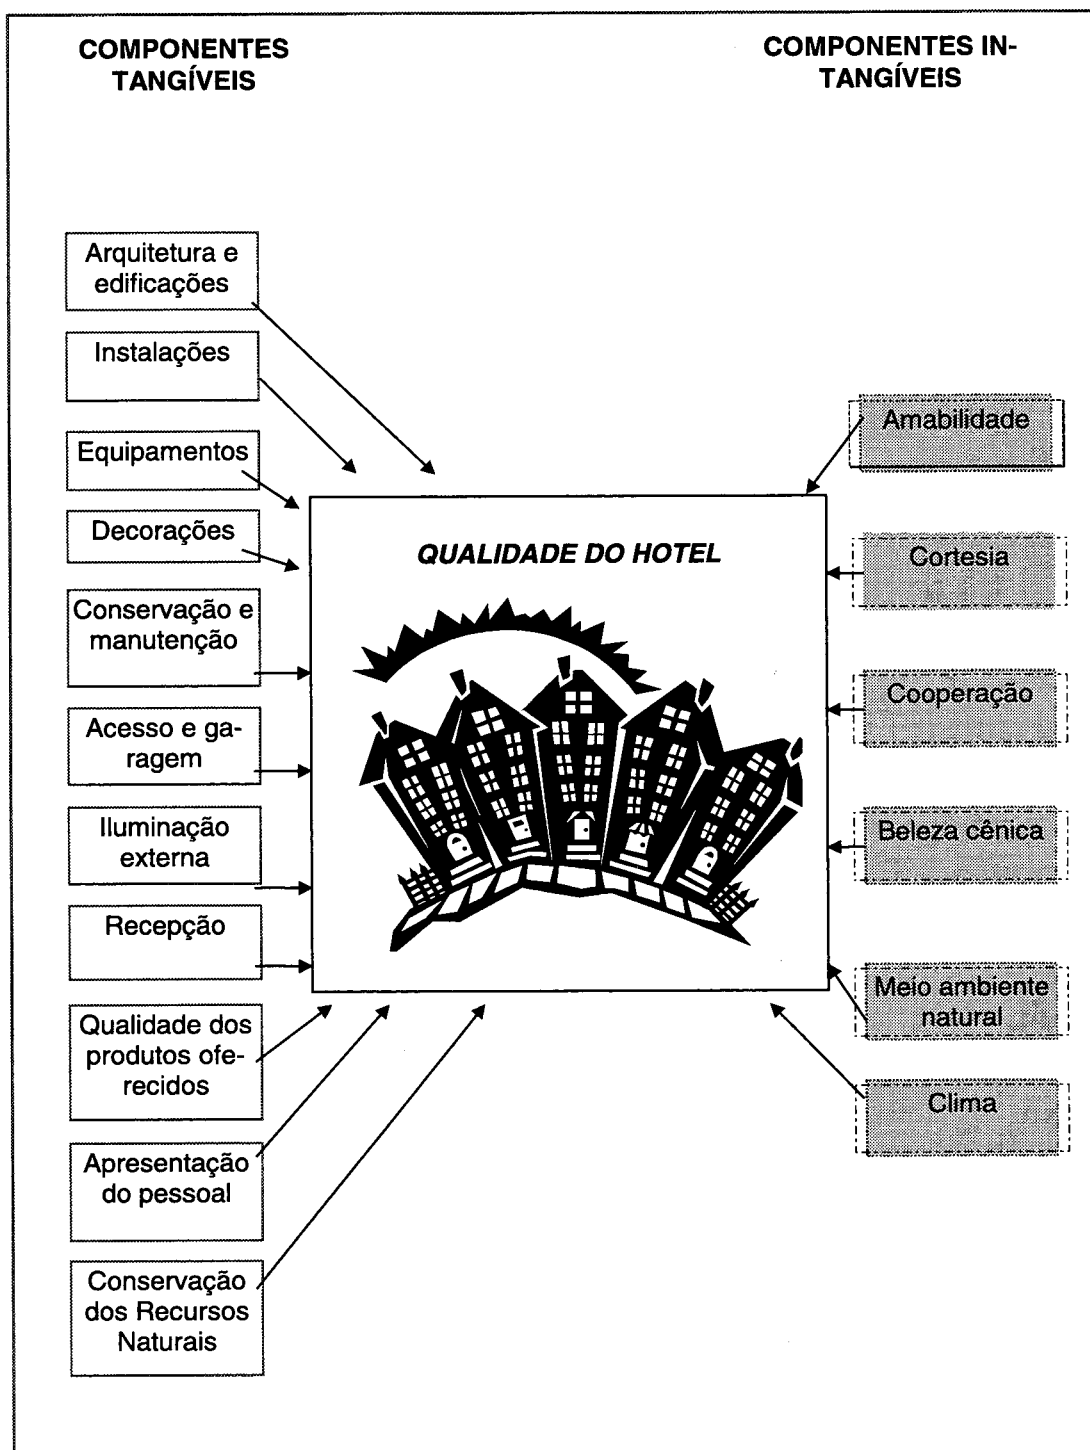 COMPONENTES
TANGÍVEIS
COMPONENTES IN-
TANGÍVEIS
Arquitetura e
edificações
Instalações
Equipamentos
Decorações
Conservação e
manutenção
Acesso e ga-
ragem
Iluminação
externa
Recepção
Qualidade dos
produtos ofe-
recidos
Apresentação
do pessoal
Conservação
dos Recursos
Naturais
QUALIDADE DO HOTEL
Amabilidade
Cortesia
Cooperação
Beleza cênica
Meio ambiente
natural
Clima